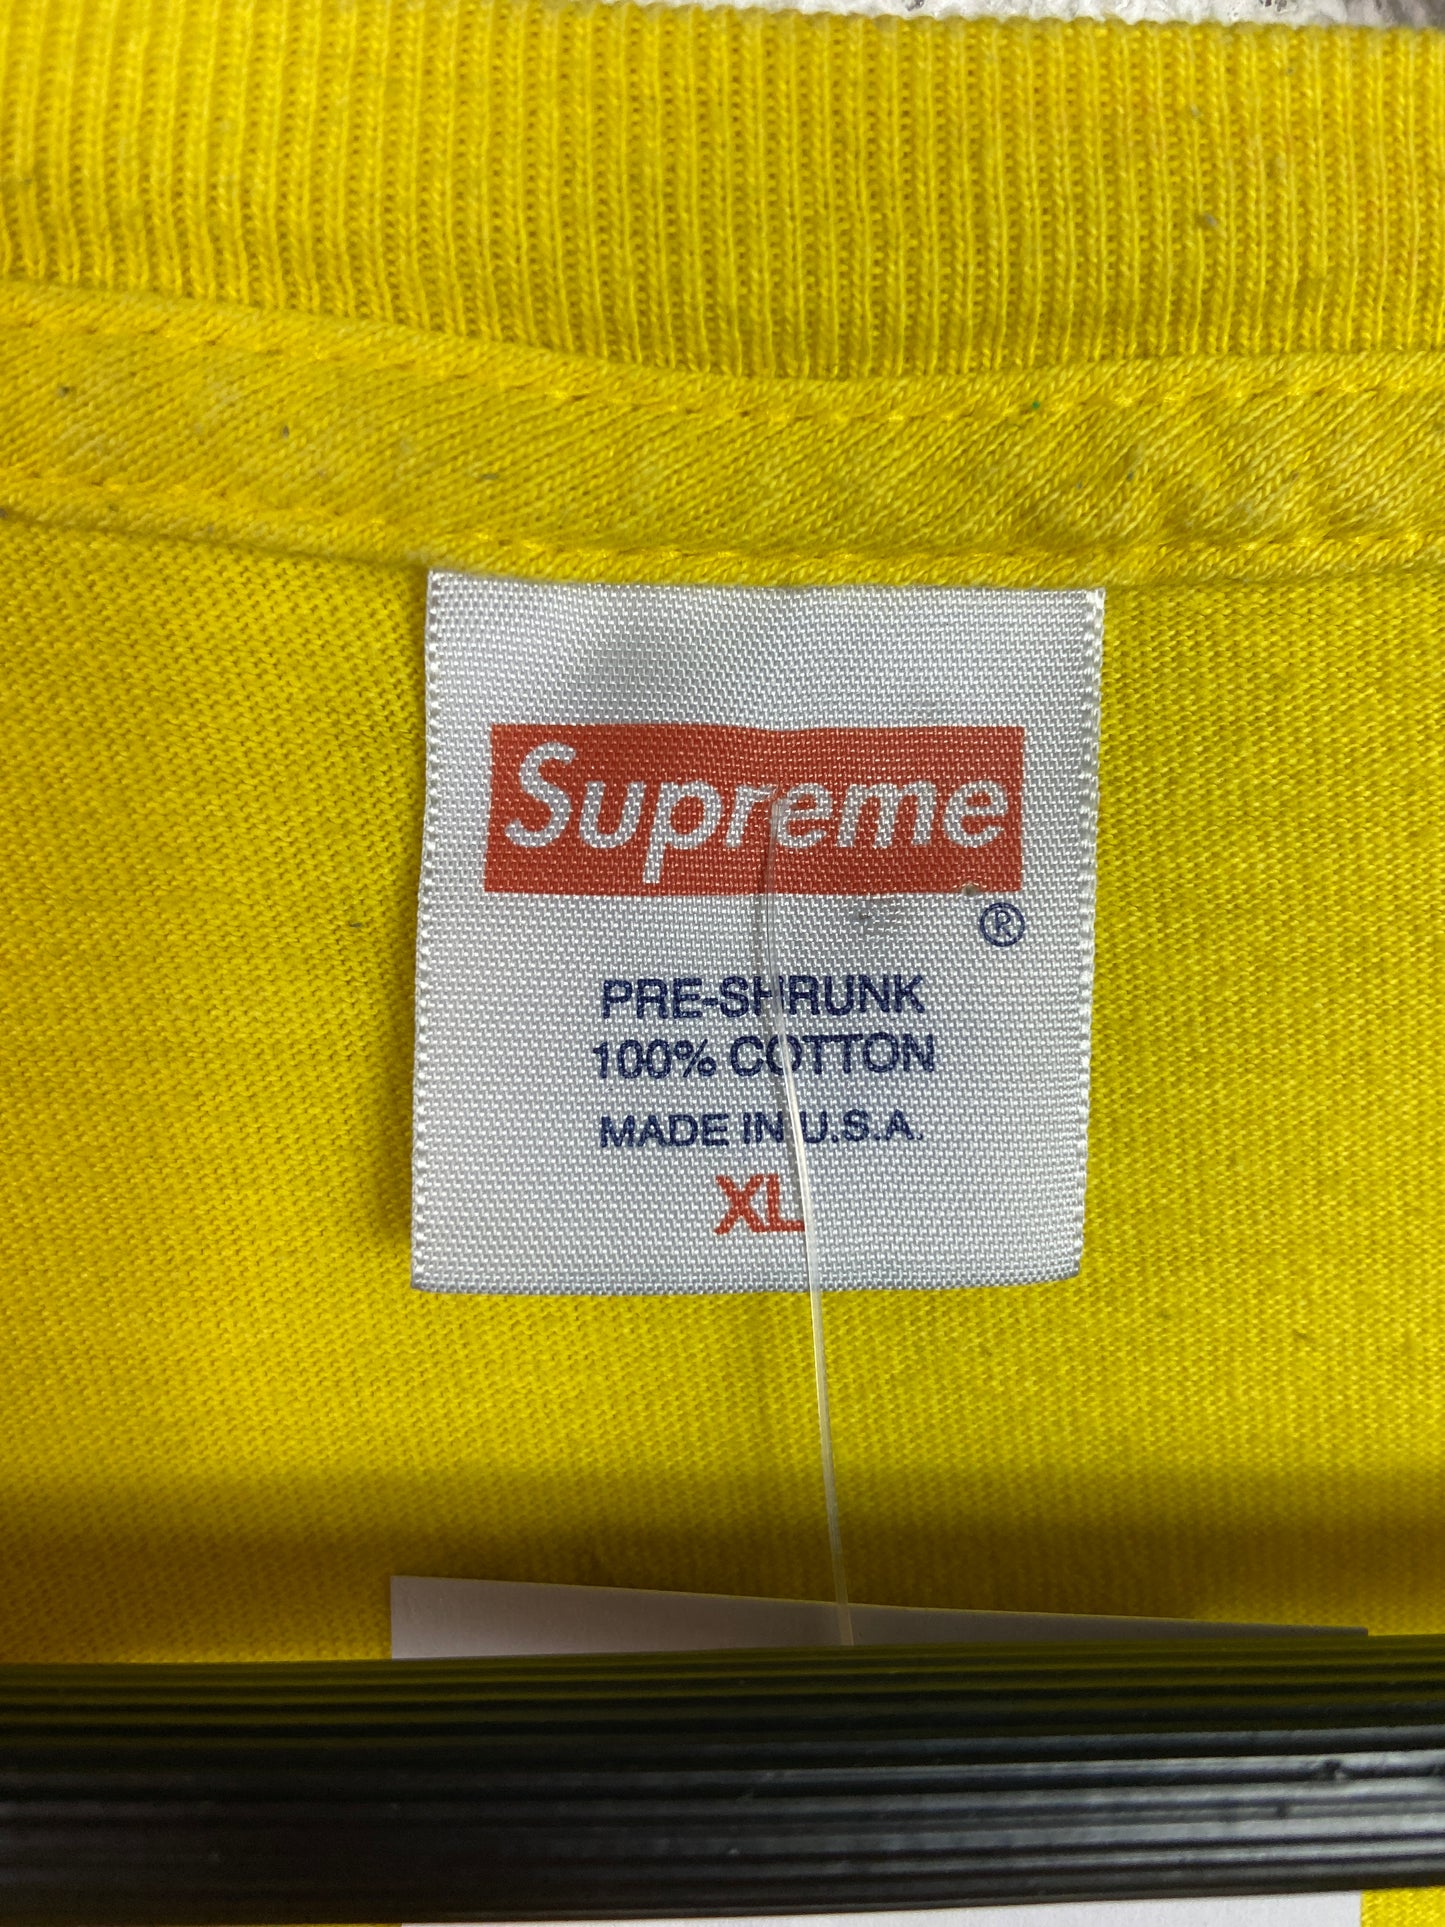 Supreme
®
PRE-SHRUNK
100% COTTON
MADE IN U.S.A.
XL